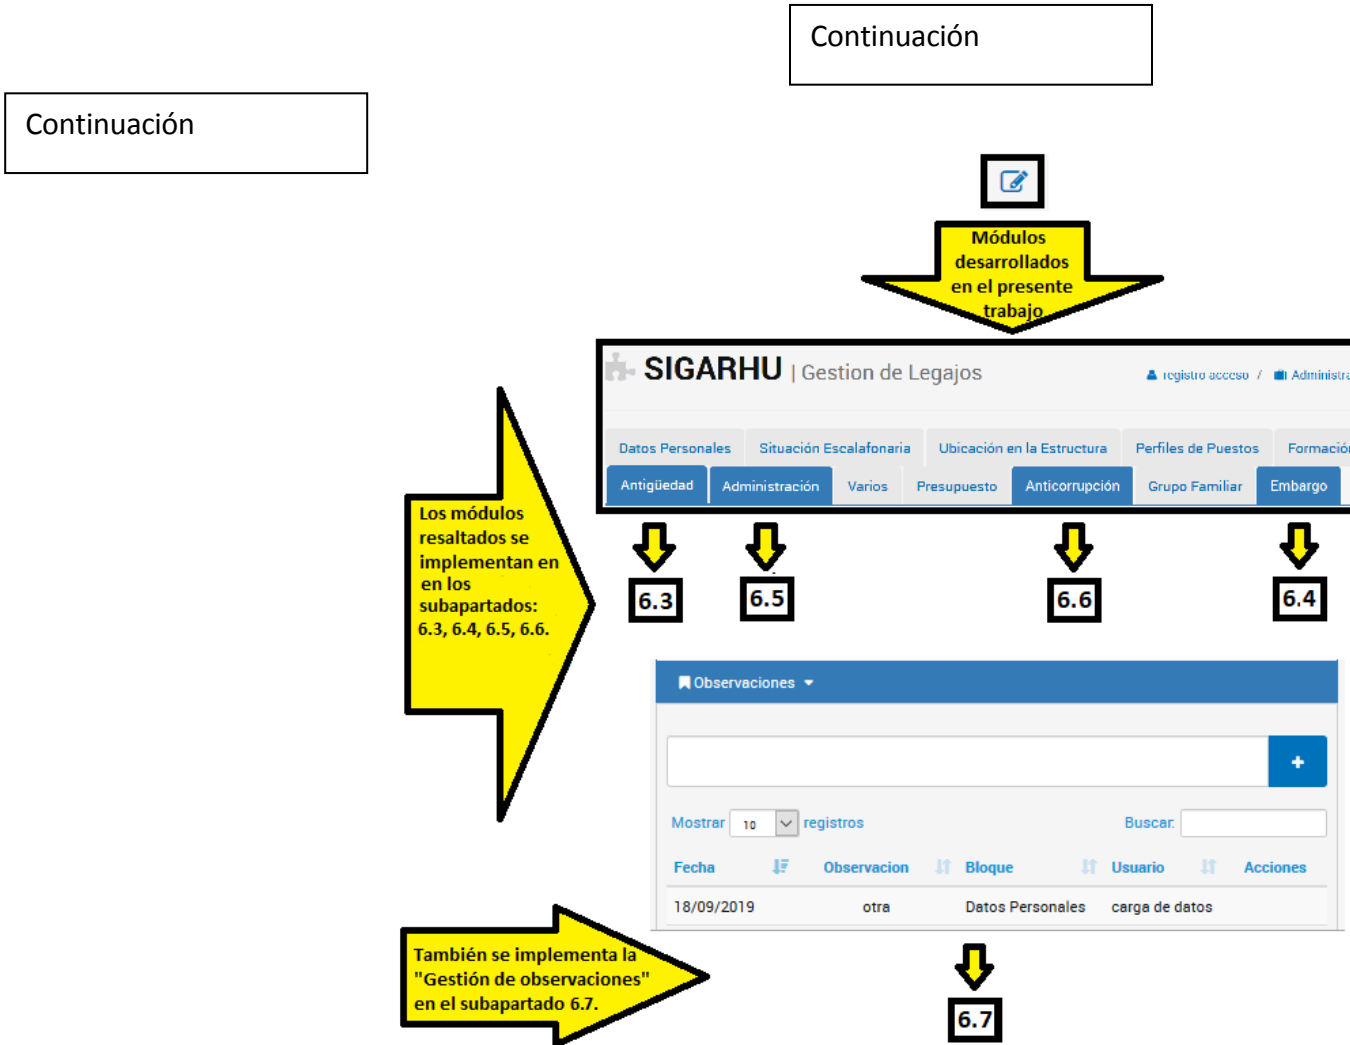 Continuación
Continuación
Módulos
desarrollados
en el presente
trabajo
SIGARHU | Gestion de Legajos
registro acceso / Administra
Datos Personales Situación Escalafonaria Ubicación en la Estructura Perfiles de Puestos Formación
Antigüedad Administración Varios Presupuesto Anticorrupción Grupo Familiar Embargo
Los módulos
resaltados se
implementan en
en los
subapartados:
6.3, 6.4, 6.5, 6.6.
6.3 6.5 6.6 6.4
Observaciones
+
Mostrar 10 registros Buscar:
Fecha Observacion Bloque Usuario Acciones
18/09/2019 otra Datos Personales carga de datos
También se implementa la
"Gestión de observaciones"
en el subapartado 6.7.
6.7